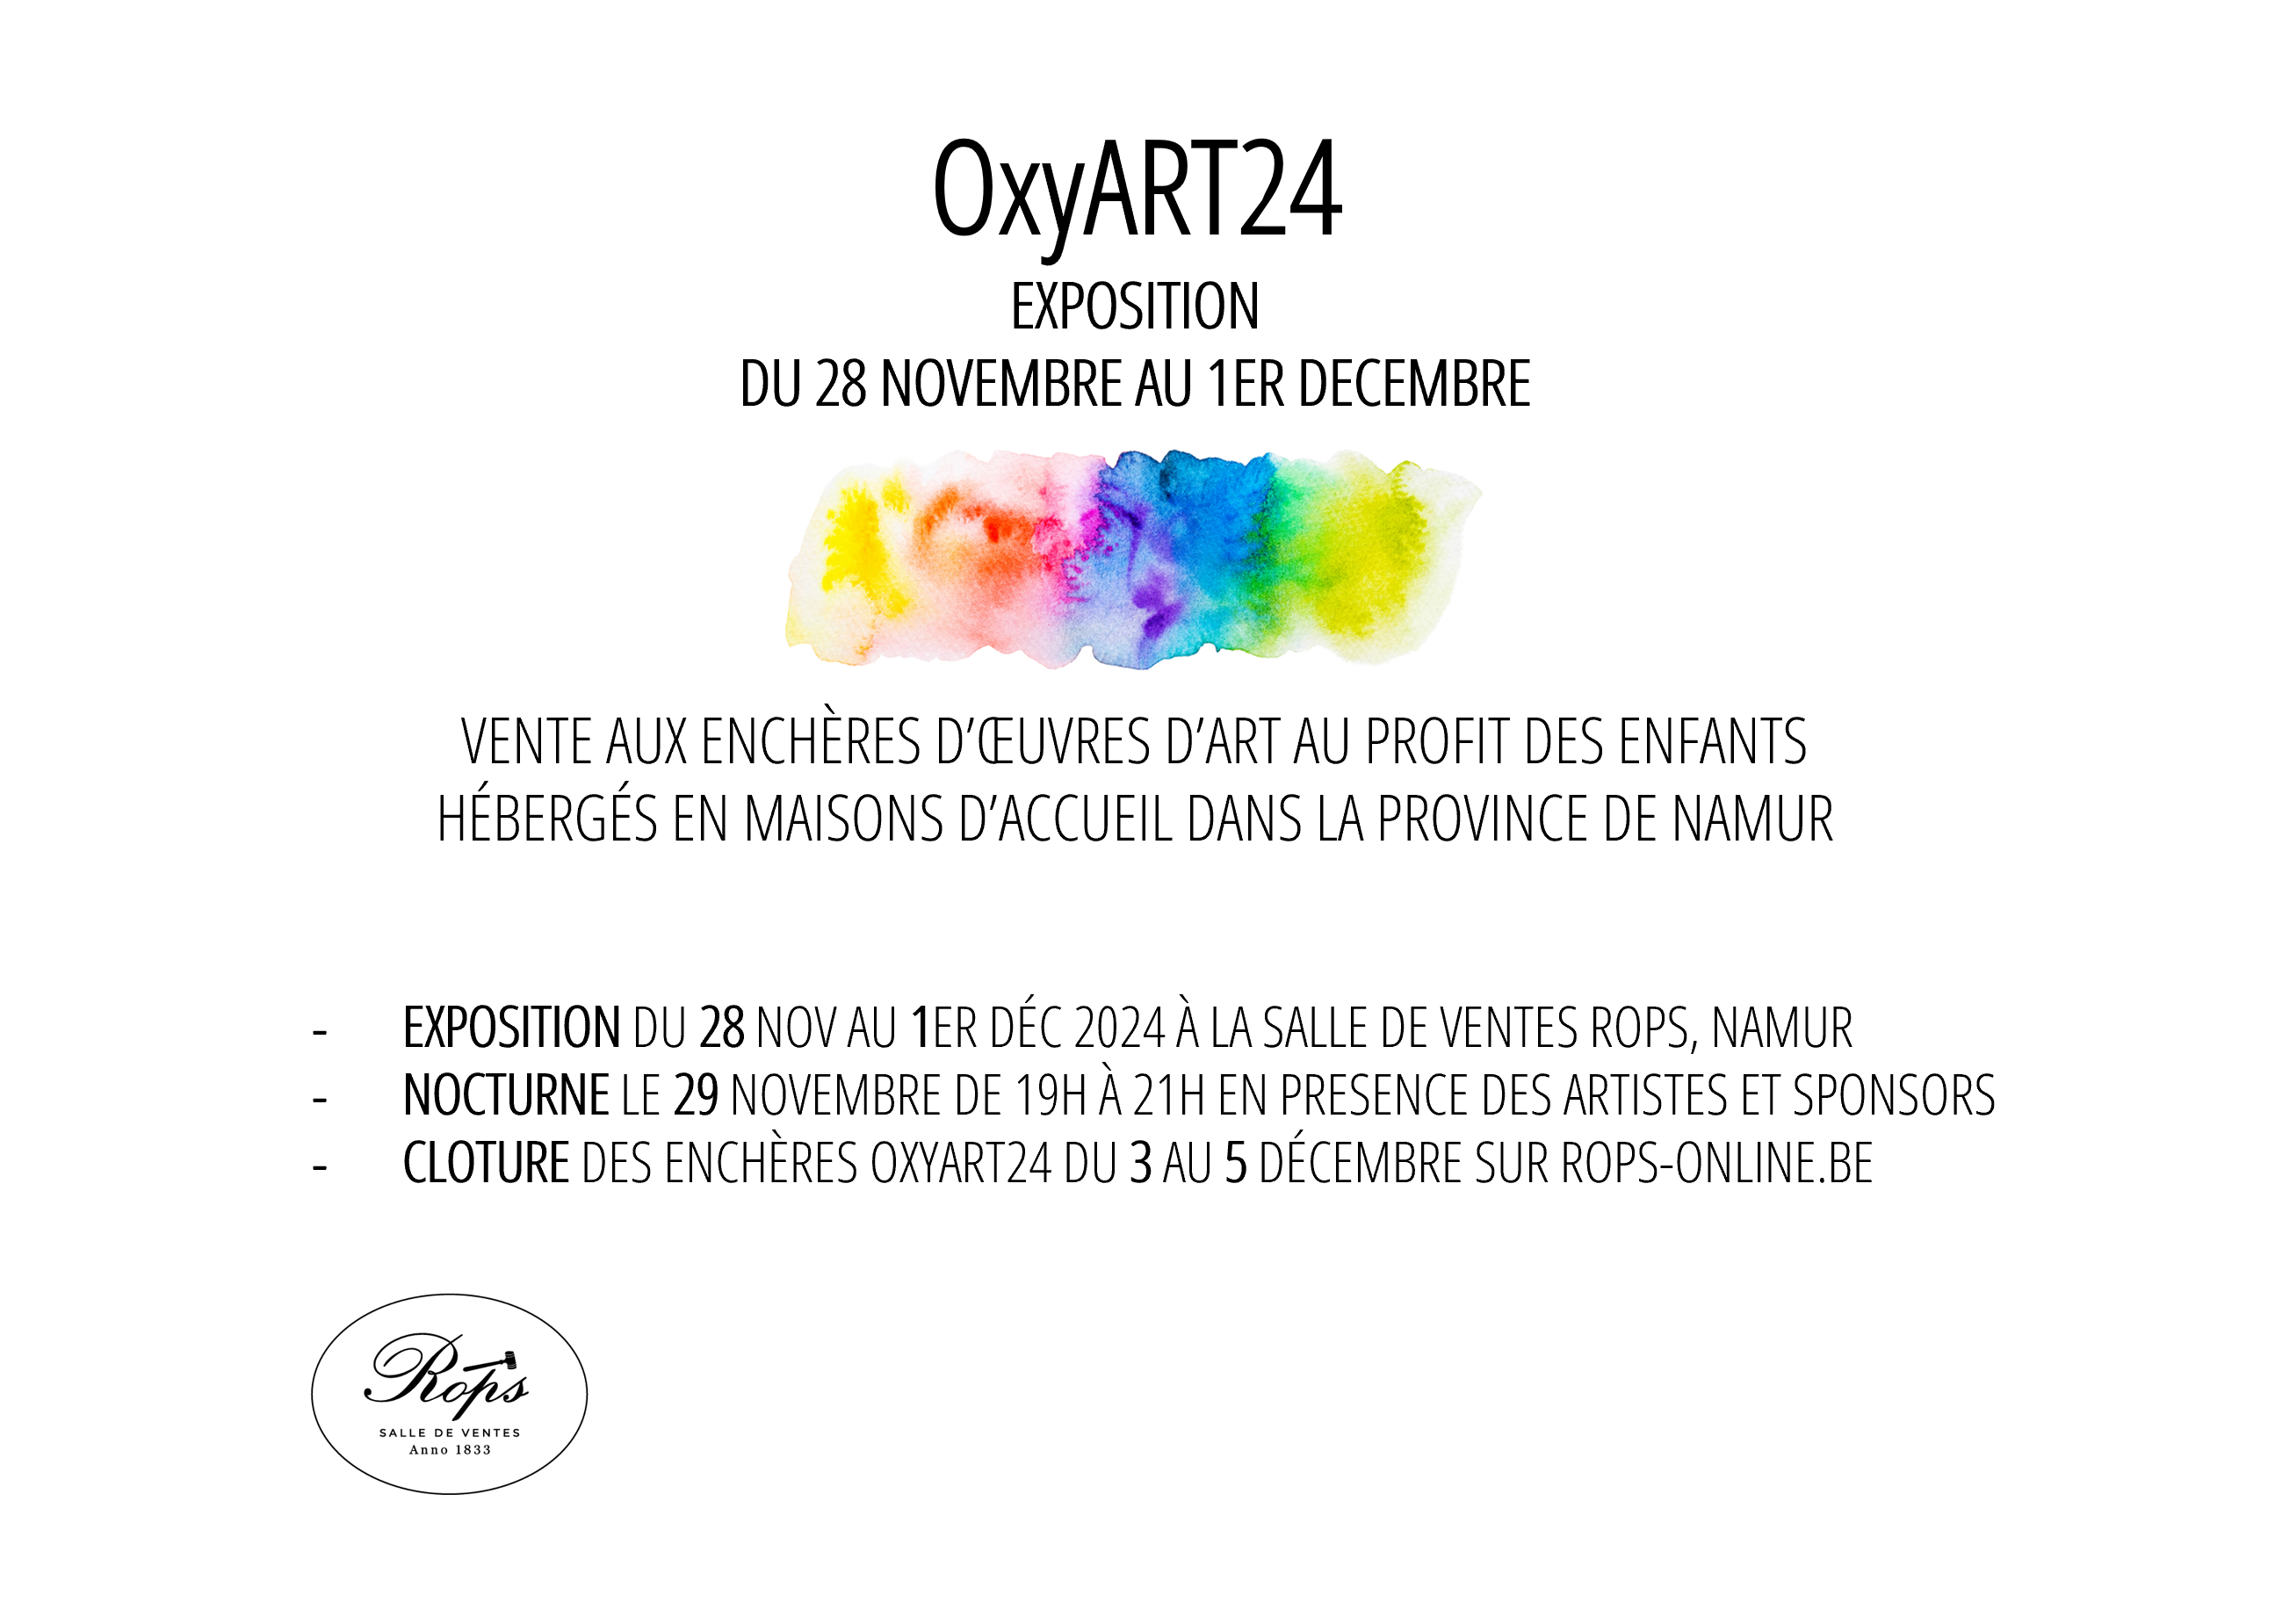 OxyART24
EXPOSITION
DU 28 NOVEMBRE AU 1ER DECEMBRE
VENTE AUX ENCHÈRES D’ŒUVRES D’ART AU PROFIT DES ENFANTS
HÉBERGÉS EN MAISONS D’ACCUEIL DANS LA PROVINCE DE NAMUR
- EXPOSITION DU 28 NOV AU 1ER DÉC 2024 À LA SALLE DE VENTES ROPS, NAMUR
- NOCTURNE LE 29 NOVEMBRE DE 19H À 21H EN PRESENCE DES ARTISTES ET SPONSORS
- CLOTURE DES ENCHÈRES OXYART24 DU 3 AU 5 DÉCEMBRE SUR ROPS-ONLINE.BE
Rops
SALLE DE VENTES
Anno 1833